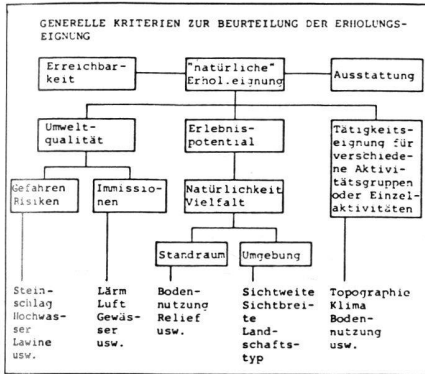 GENERELLE KRITERIEN ZUR BEURTEILUNG DER ERHOLUNGS-
EIGNUNG
Erreichbar-
keit
"natürliche"
Erhol.eignung
Ausstattung
Umwelt-
qualität
Erlebnis-
potential
Tätigkeits-
eignung für
verschiede
ne Aktivi-
tätsgruppen
oder Einzel-
aktivitäten
Gefahren
Risiken
Immissio-
nen
Natürlichkeit
Vielfalt
Standraum
Umgebung
Stein-
schlag
Hochwas-
ser
Lawine
usw.
Lärm
Luft
Gewäs-
ser
usw.
Boden-
nutzung
Relief
usw.
Sichtweite
Sichtbrei-
te
Land-
schafts-
typ
Topographie
Klima
Boden-
nutzung
usw.